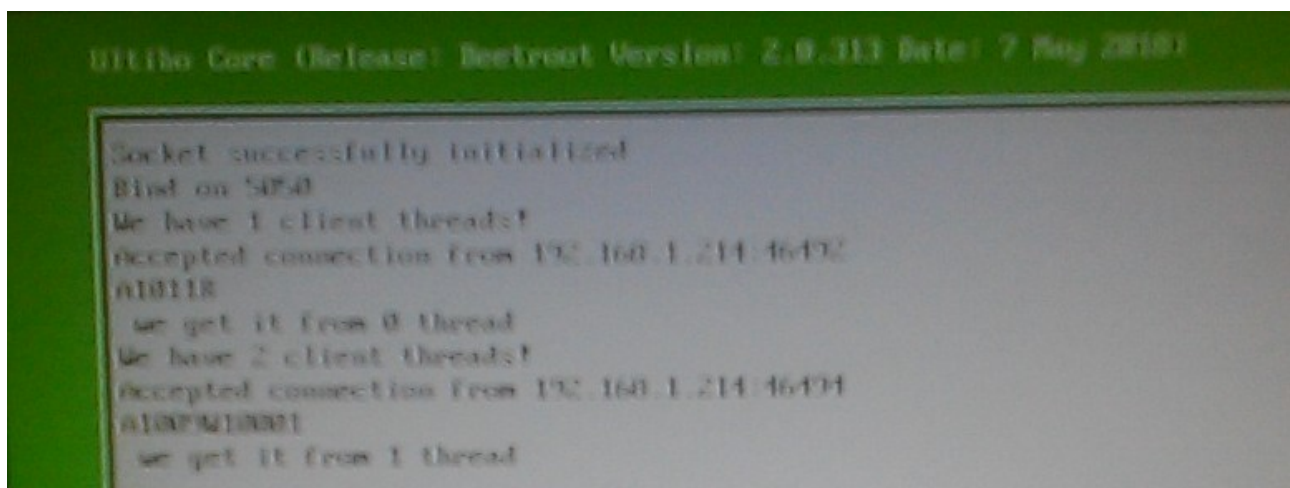 Ultibo Core (Release: Beetroot Version: 2.0.313 Date: 7 May 2018)
Socket successfully initialized
Bind on 5050
We have 1 client threads!
Accepted connection from 192.168.1.214:46492
A10118
we get it from 0 thread
We have 2 client threads!
Accepted connection from 192.168.1.214:46494
we get it from 1 thread